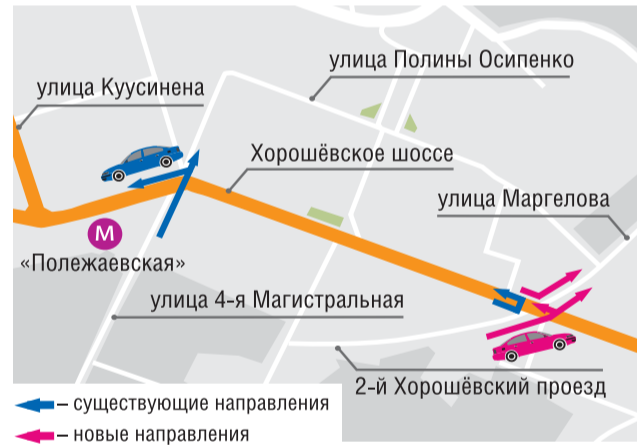 улица Полины Осипенко
улица Куусинена
Хорошёвское шоссе
улица Маргелова
М
«Полежаевская»
улица 4-я Магистральная
2-й Хорошёвский проезд
– существующие направления
– новые направления